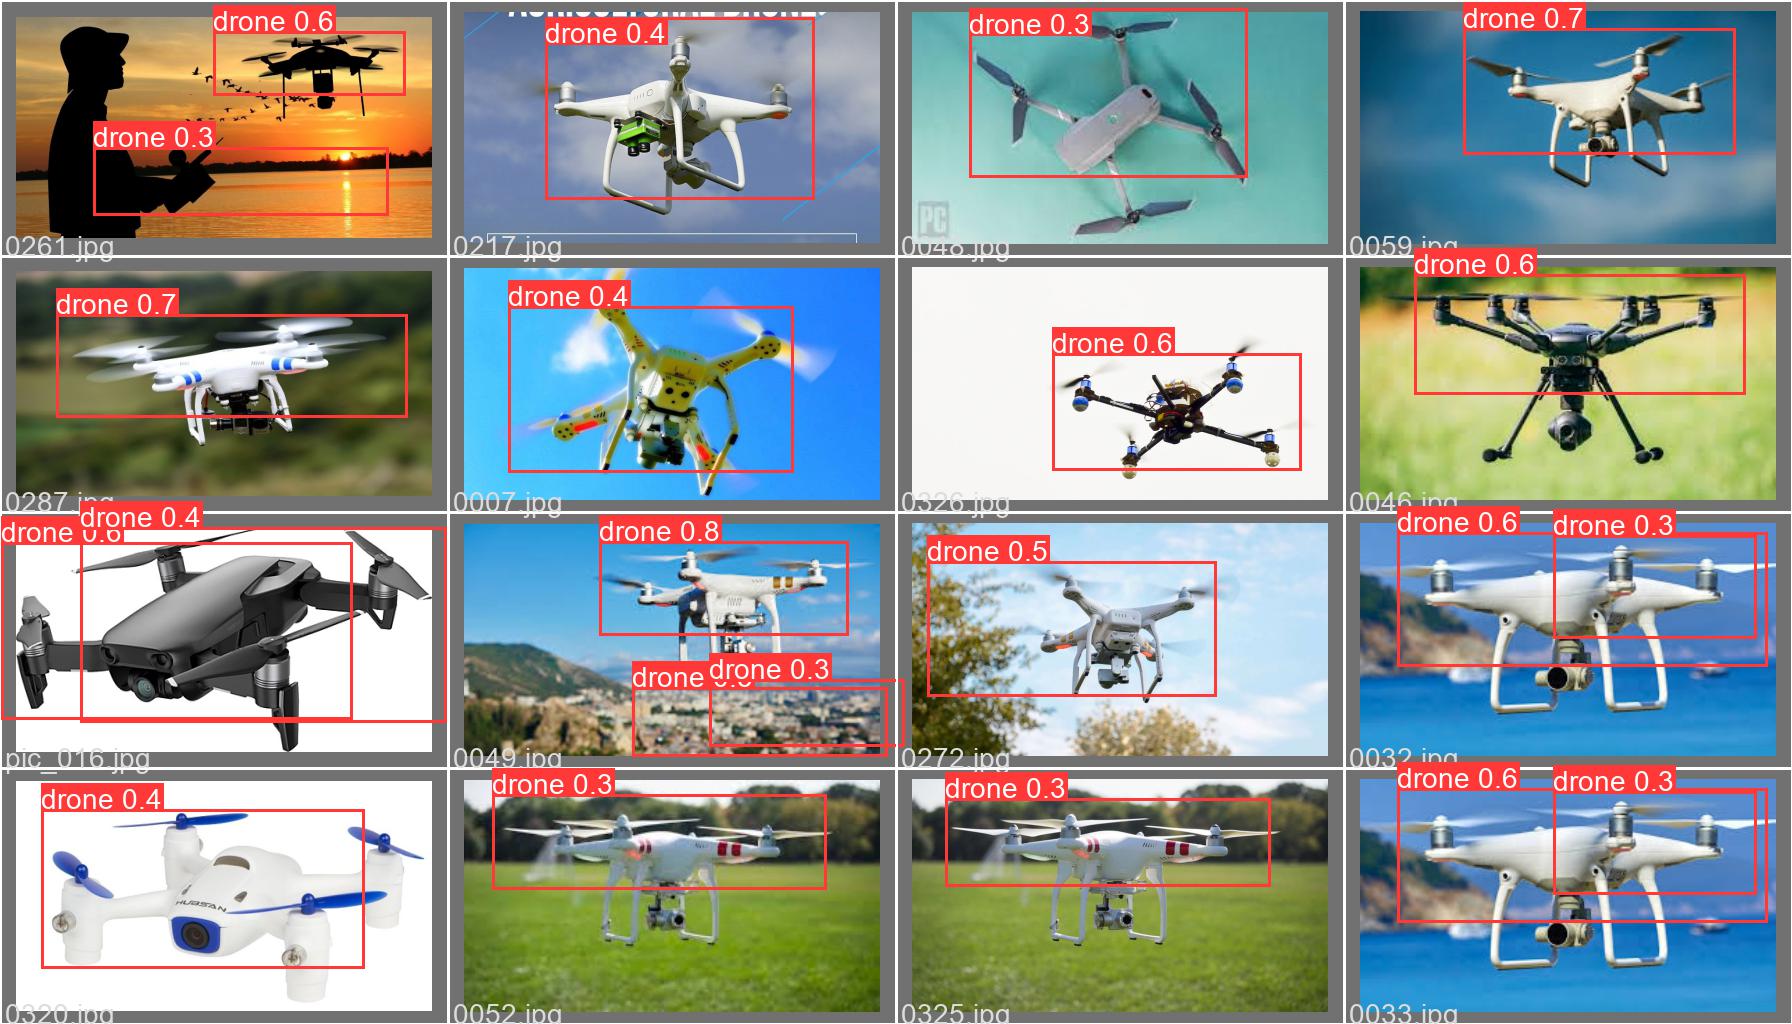 drone 0.6
drone 0.3
0261.jpg
AGRICULTURAL DRONES
drone 0.4
0217.jpg
drone 0.3
PC
0048.jpg
drone 0.7
0059.jpg
drone 0.7
0287.jpg
drone 0.4
0007.jpg
drone 0.6
0326.jpg
drone 0.6
0046.jpg
drone 0.6
drone 0.4
pic_016.jpg
drone 0.8
drone
drone 0.3
0049.jpg
drone 0.5
0272.jpg
drone 0.6
drone 0.3
0032.jpg
drone 0.4
HUBSAN
0320.jpg
drone 0.3
0052.jpg
drone 0.3
0325.jpg
drone 0.6
drone 0.3
0033.jpg